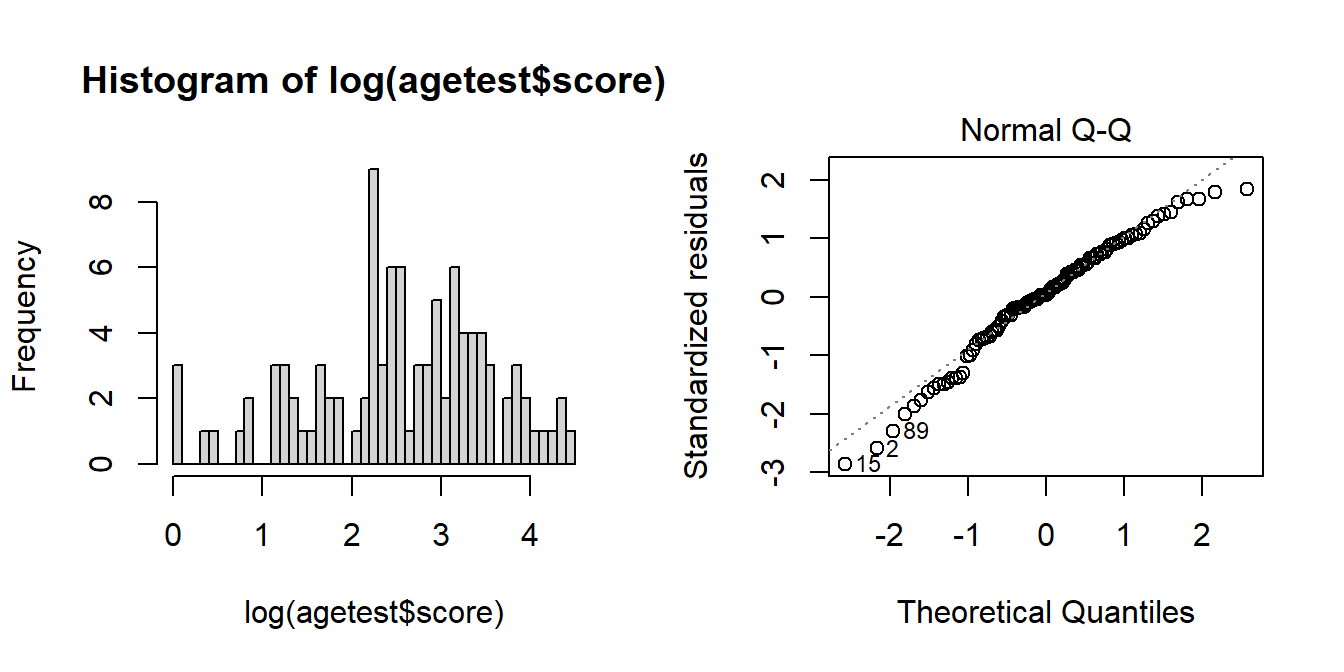 Histogram of log(agetest$score)
Frequency
8
6
4
2
0
0 1 2 3 4
log(agetest$score)
Normal Q-Q
Standardized residuals
2
1
0
-1
-2
-3
89
2
15
-2 -1 0 1 2
Theoretical Quantiles